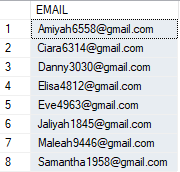 EMAIL
1 Amiyah6558@gmail.com
2 Ciara6314@gmail.com
3 Danny3030@gmail.com
4 Elisa4812@gmail.com
5 Eve4963@gmail.com
6 Jaliyah1845@gmail.com
7 Maleah9446@gmail.com
8 Samantha1958@gmail.com